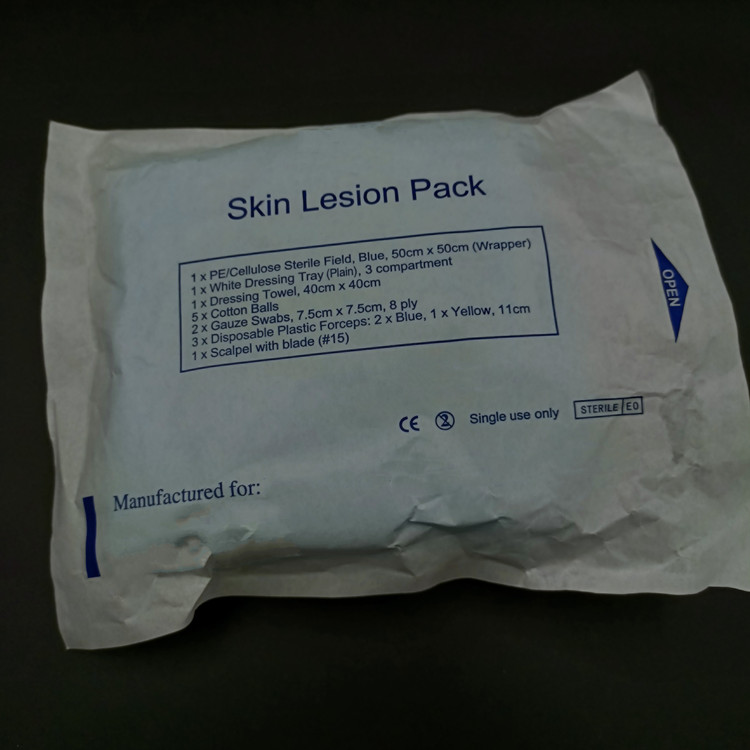 Skin Lesion Pack
1 x PE/Cellulose Sterile Field, Blue, 50cm x 50cm (Wrapper)
1 x White Dressing Tray (Plain), 3 compartment
1 x Dressing Towel, 40cm x 40cm
5 x Cotton Balls
2 x Gauze Swabs, 7.5cm x 7.5cm, 8 ply
3 x Disposable Plastic Forceps: 2 x Blue, 1 x Yellow, 11cm
1 x Scalpel with blade (#15)
OPEN
CE 2 Single use only STERILE EO
Manufactured for: